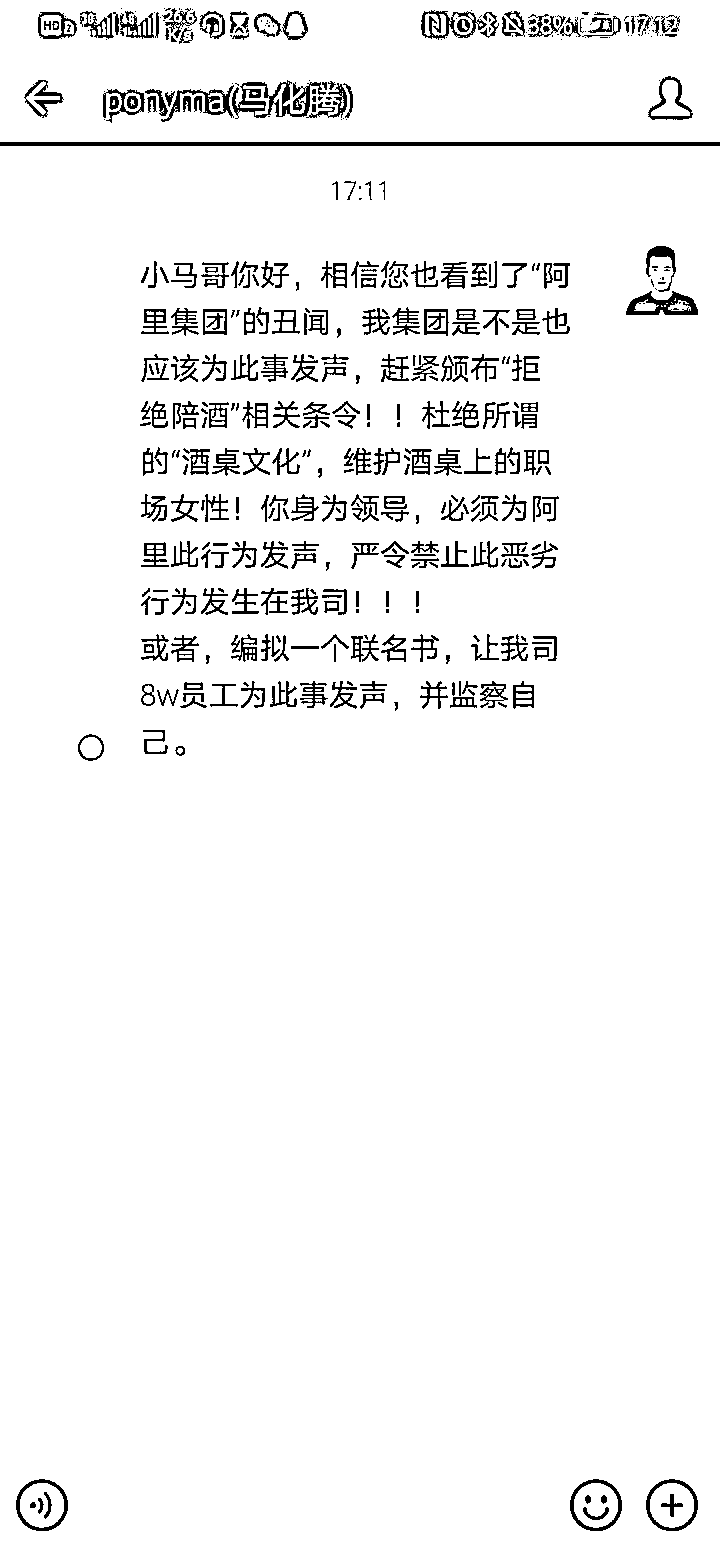 38% 17:12
ponyma(马化腾)
17:11
小马哥你好，相信您也看到了“阿
里集团”的丑闻，我集团是不是也
应该为此事发声，赶紧颁布“拒
绝陪酒”相关条令！！杜绝所谓
的“酒桌文化”，维护酒桌上的职
场女性！你身为领导，必须为阿
里此行为发声，严令禁止此恶劣
行为发生在我司！！！
或者，编拟一个联名书，让我司
8w员工为此事发声，并监察自
己。